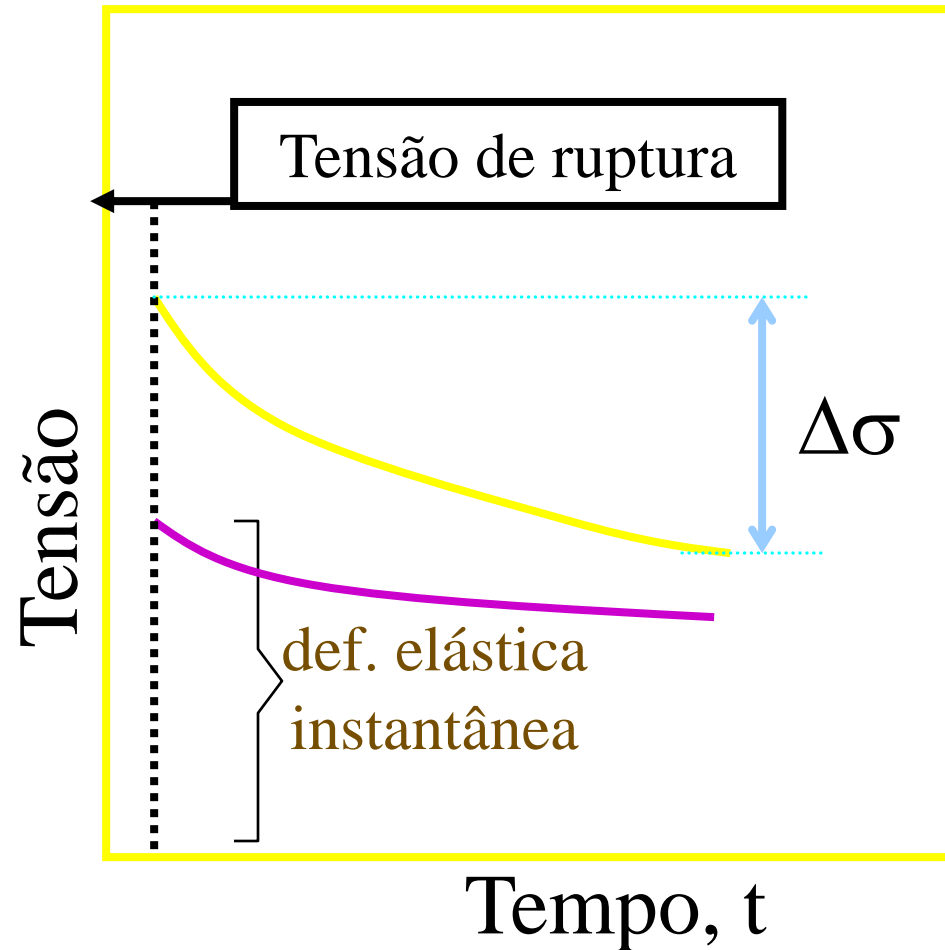 Tensão de ruptura
Δσ
Tensão
def. elástica
instantânea
Tempo, t